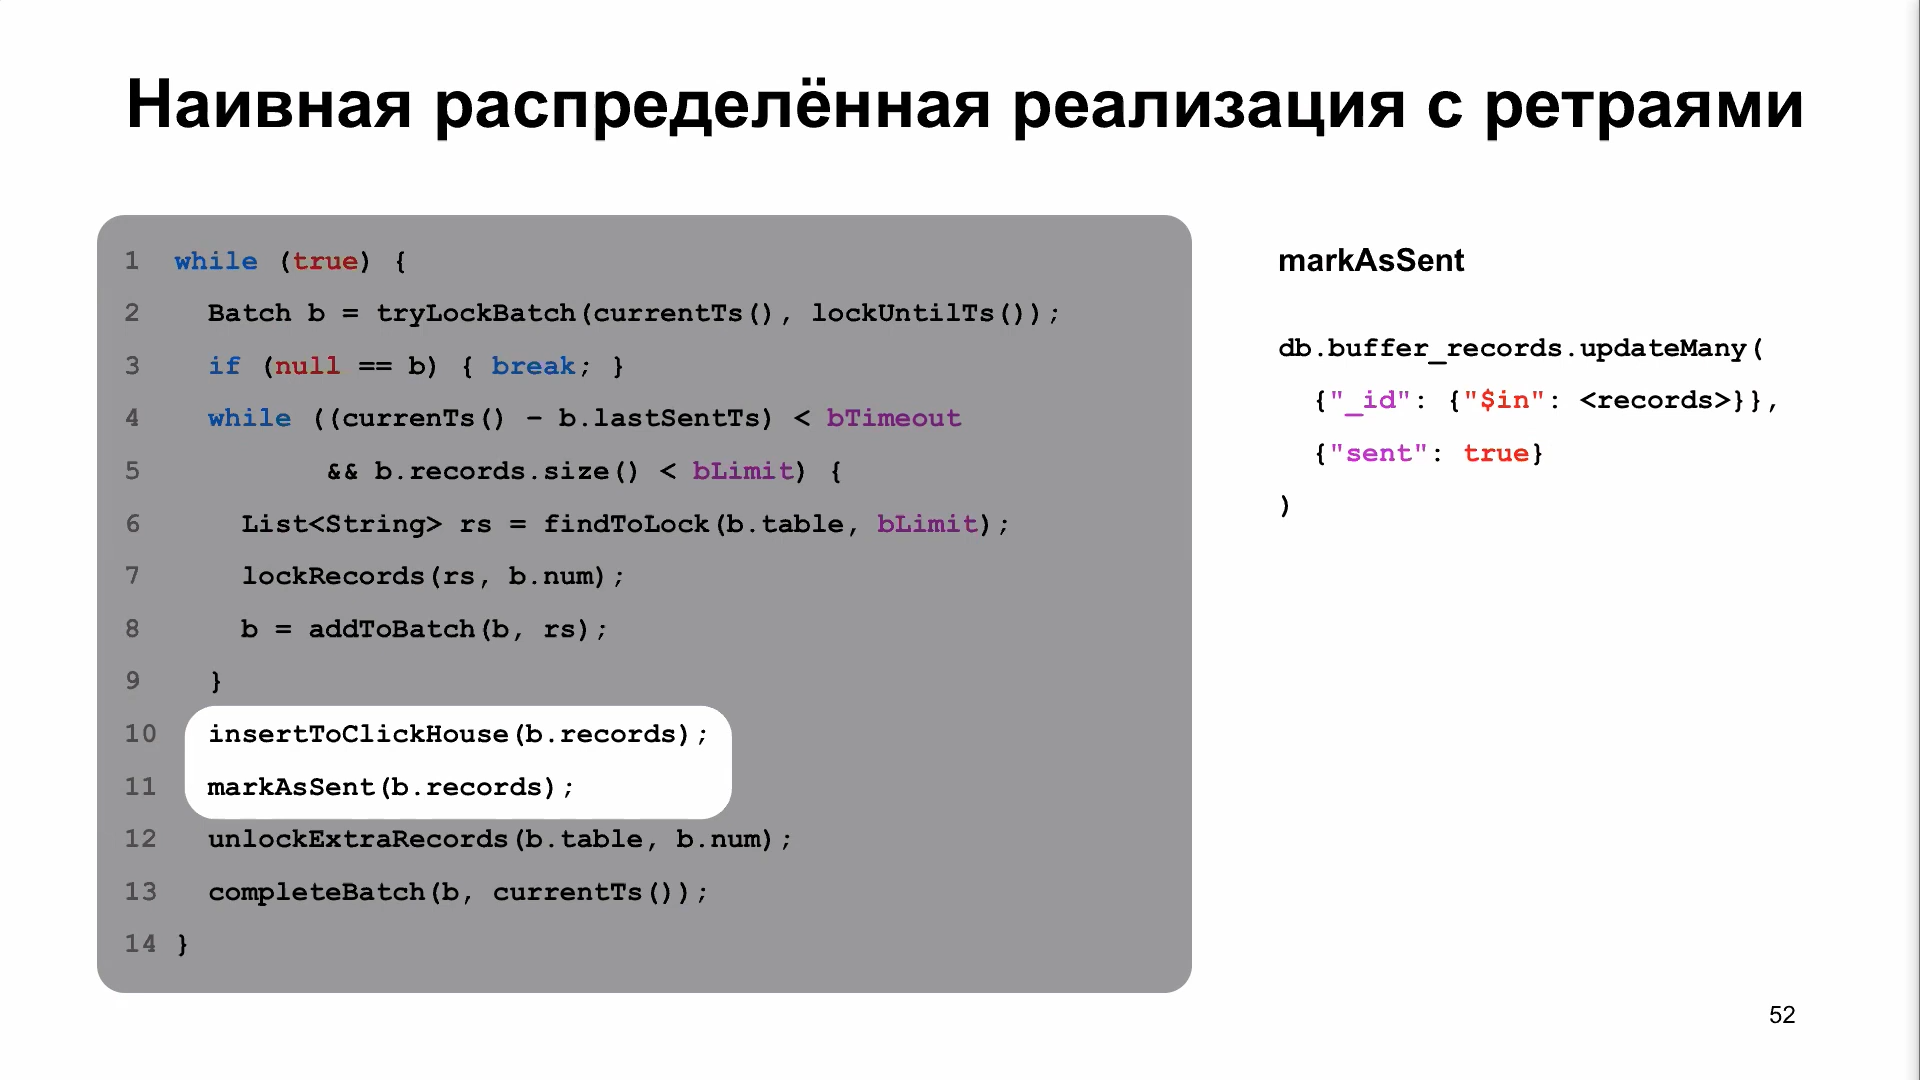 Наивная распределённая реализация с ретраями
1 while (true) {
2 Batch b = tryLockBatch(currentTs(), lockUntilTs());
3 if (null == b) { break; }
4 while ((currenTs() – b.lastSentTs) < bTimeout
5 && b.records.size() < bLimit) {
6 List<String> rs = findToLock(b.table, bLimit);
7 lockRecords(rs, b.num);
8 b = addToBatch(b, rs);
9 }
10 insertToClickHouse(b.records);
11 markAsSent(b.records);
12 unlockExtraRecords(b.table, b.num);
13 completeBatch(b, currentTs());
14 }
markAsSent
db.buffer_records.updateMany(
{"_id": {"$in": <records>}},
{"sent": true}
)
52